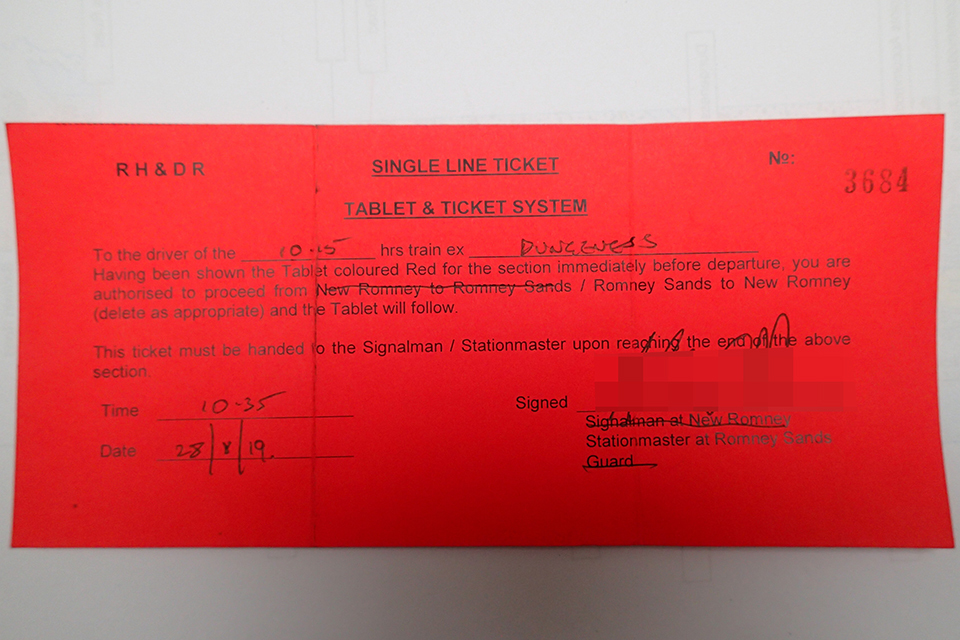 R H & D R
SINGLE LINE TICKET
Nº:
3684
TABLET & TICKET SYSTEM
To the driver of the 10.15 hrs train ex DUNGENESS
Having been shown the Tablet coloured Red for the section immediately before departure, you are
authorised to proceed from New Romney to Romney Sands / Romney Sands to New Romney
(delete as appropriate) and the Tablet will follow.
This ticket must be handed to the Signalman / Stationmaster upon reaching the end of the above
section.
Time 10-35
Signed
Signalman at New Romney
Date 28/8/19
Stationmaster at Romney Sands
Guard